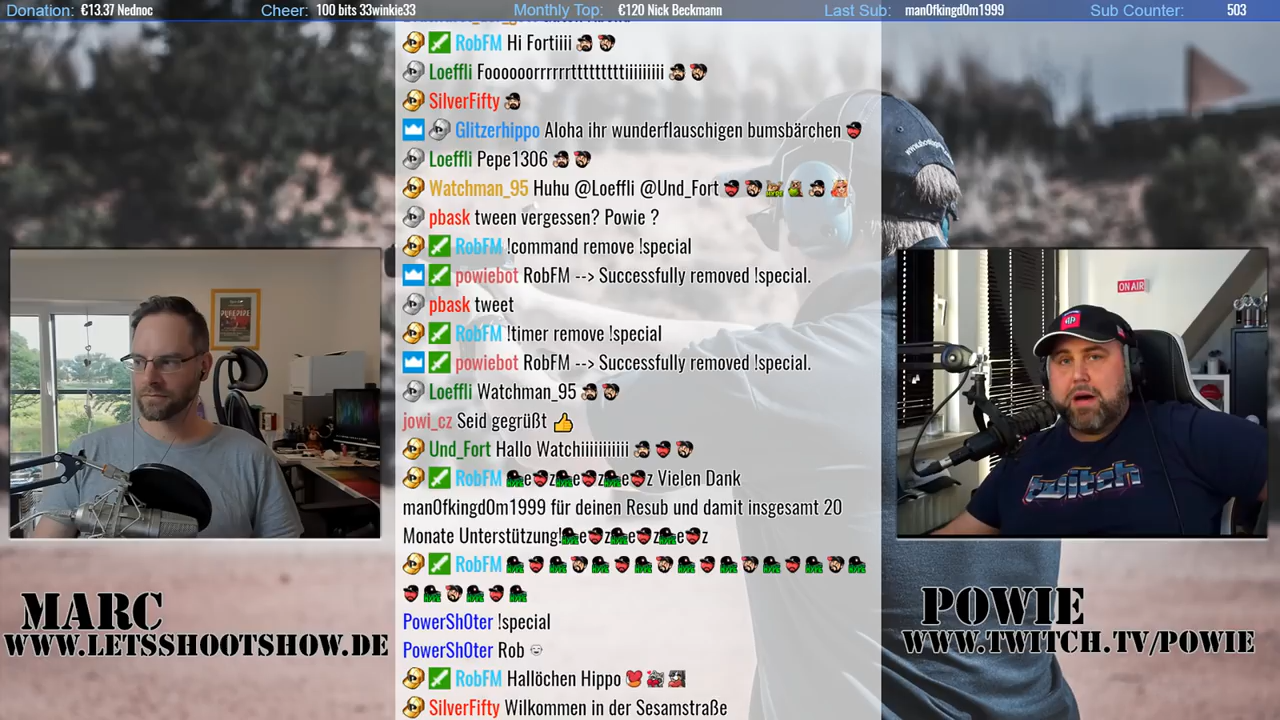 Donation: €13.37 Nednoc Cheer: 100 bits 33winkie33 Monthly Top: €120 Nick Beckmann Last Sub: man0fkingd0m1999 Sub Counter: 503
RobFM Hi Fortiiii
Loeffli Foooooorrrrrrtttttttttiiiiiiiii
SilverFifty
Glitzerhippo Aloha ihr wunderflauschigen bumsbärchen
Loeffli Pepe1306
Watchman_95 Huhu @Loeffli @Und_Fort
pbask tween vergessen? Powie ?
RobFM !command remove !special
powiebot RobFM --> Successfully removed !special.
pbask tweet
RobFM !timer remove !special
powiebot RobFM --> Successfully removed !special.
Loeffli Watchman_95
jowi_cz Seid gegrüßt
Und_Fort Hallo Watchiiiiiiiiiii
RobFM e z e z e z Vielen Dank
man0fkingd0m1999 für deinen Resub und damit insgesamt 20
Monate Unterstützung! e z e z e z
RobFM
PowerSh0ter !special
PowerSh0ter Rob
RobFM Hallöchen Hippo
SilverFifty Wilkommen in der Sesamstraße
ON AIR
twitch
MARC
WWW.LETSSHOOTSHOW.DE
POWIE
WWW.TWITCH.TV/POWIE